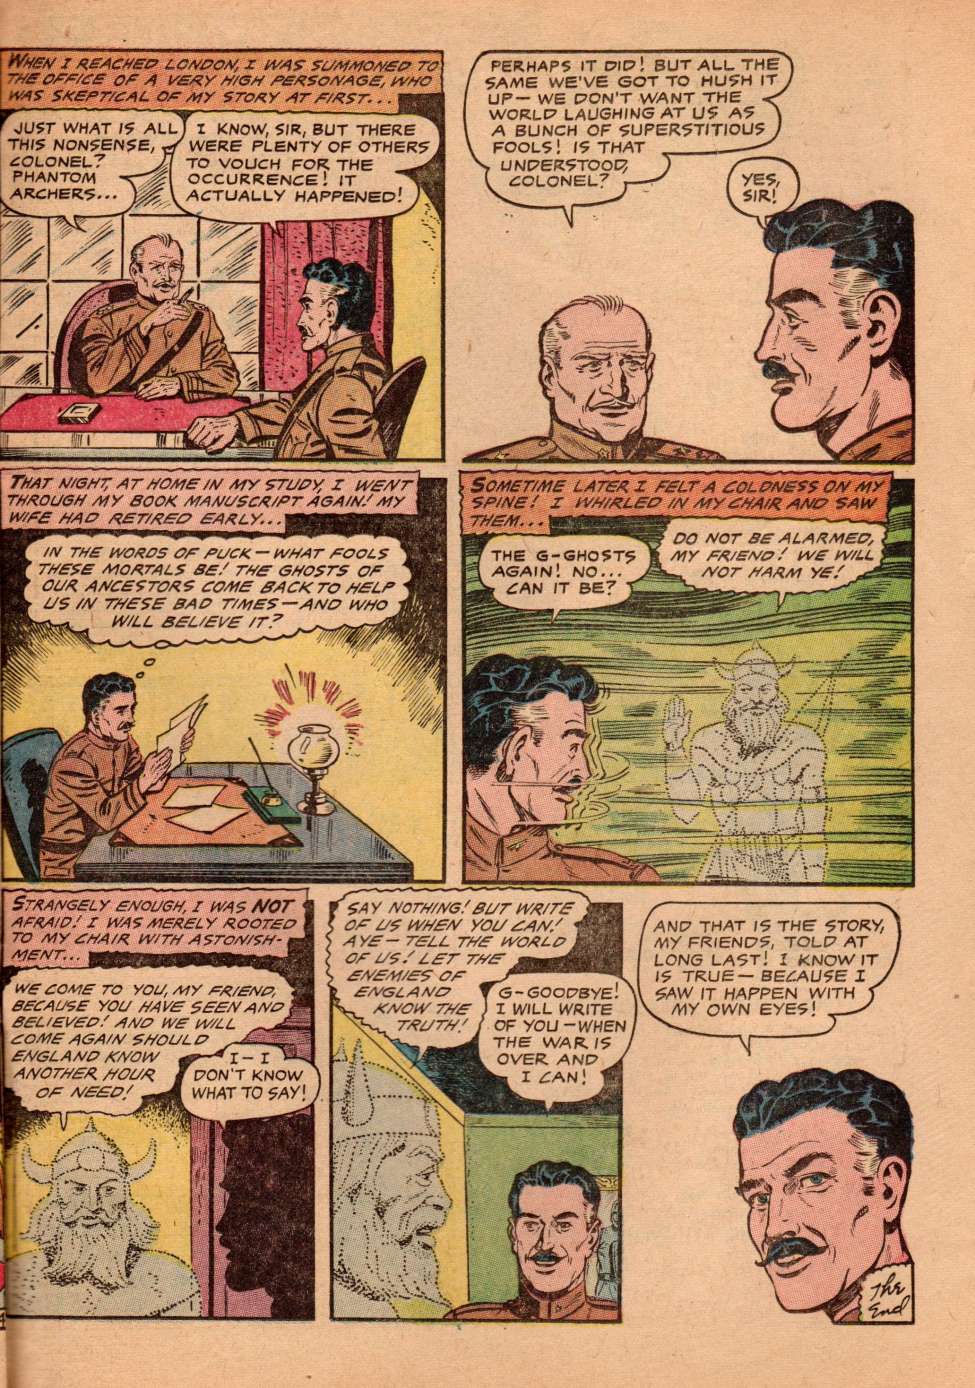 WHEN I REACHED LONDON, I WAS SUMMONED TO
THE OFFICE OF A VERY HIGH PERSONAGE, WHO
WAS SKEPTICAL OF MY STORY AT FIRST...
JUST WHAT IS ALL
THIS NONSENSE,
COLONEL?
PHANTOM
ARCHERS...
I KNOW, SIR, BUT THERE
WERE PLENTY OF OTHERS
TO VOUCH FOR THE
OCCURRENCE! IT
ACTUALLY HAPPENED!
PERHAPS IT DID! BUT ALL THE
SAME WE'VE GOT TO HUSH IT
UP—WE DON'T WANT THE
WORLD LAUGHING AT US AS
A BUNCH OF SUPERSTITIOUS
FOOLS! IS THAT
UNDERSTOOD,
COLONEL?
YES,
SIR!
THAT NIGHT, AT HOME IN MY STUDY, I WENT
THROUGH MY BOOK MANUSCRIPT AGAIN! MY
WIFE HAD RETIRED EARLY...
IN THE WORDS OF PUCK—WHAT FOOLS
THESE MORTALS BE! THE GHOSTS OF
OUR ANCESTORS COME BACK TO HELP
US IN THESE BAD TIMES—AND WHO
WILL BELIEVE IT?
SOMETIME LATER I FELT A COLDNESS ON MY
SPINE! I WHIRLED IN MY CHAIR AND SAW
THEM...
THE G-GHOSTS
AGAIN! NO...
CAN IT BE?
DO NOT BE ALARMED,
MY FRIEND! WE WILL
NOT HARM YE!
STRANGELY ENOUGH, I WAS NOT
AFRAID! I WAS MERELY ROOTED
TO MY CHAIR WITH ASTONISH-
MENT...
WE COME TO YOU, MY FRIEND,
BECAUSE YOU HAVE SEEN AND
BELIEVED! AND WE WILL
COME AGAIN SHOULD
ENGLAND KNOW
ANOTHER HOUR
OF NEED!
I-I
DON'T KNOW
WHAT TO SAY!
SAY NOTHING! BUT WRITE
OF US WHEN YOU CAN!
AYE—TELL THE WORLD
OF US! LET THE
ENEMIES OF
ENGLAND
KNOW THE
TRUTH!
G-GOODBYE!
I WILL WRITE
OF YOU—WHEN
THE WAR IS
OVER AND
I CAN!
AND THAT IS THE STORY,
MY FRIENDS, TOLD AT
LONG LAST! I KNOW IT
IS TRUE—BECAUSE I
SAW IT HAPPEN WITH
MY OWN EYES!
The
End